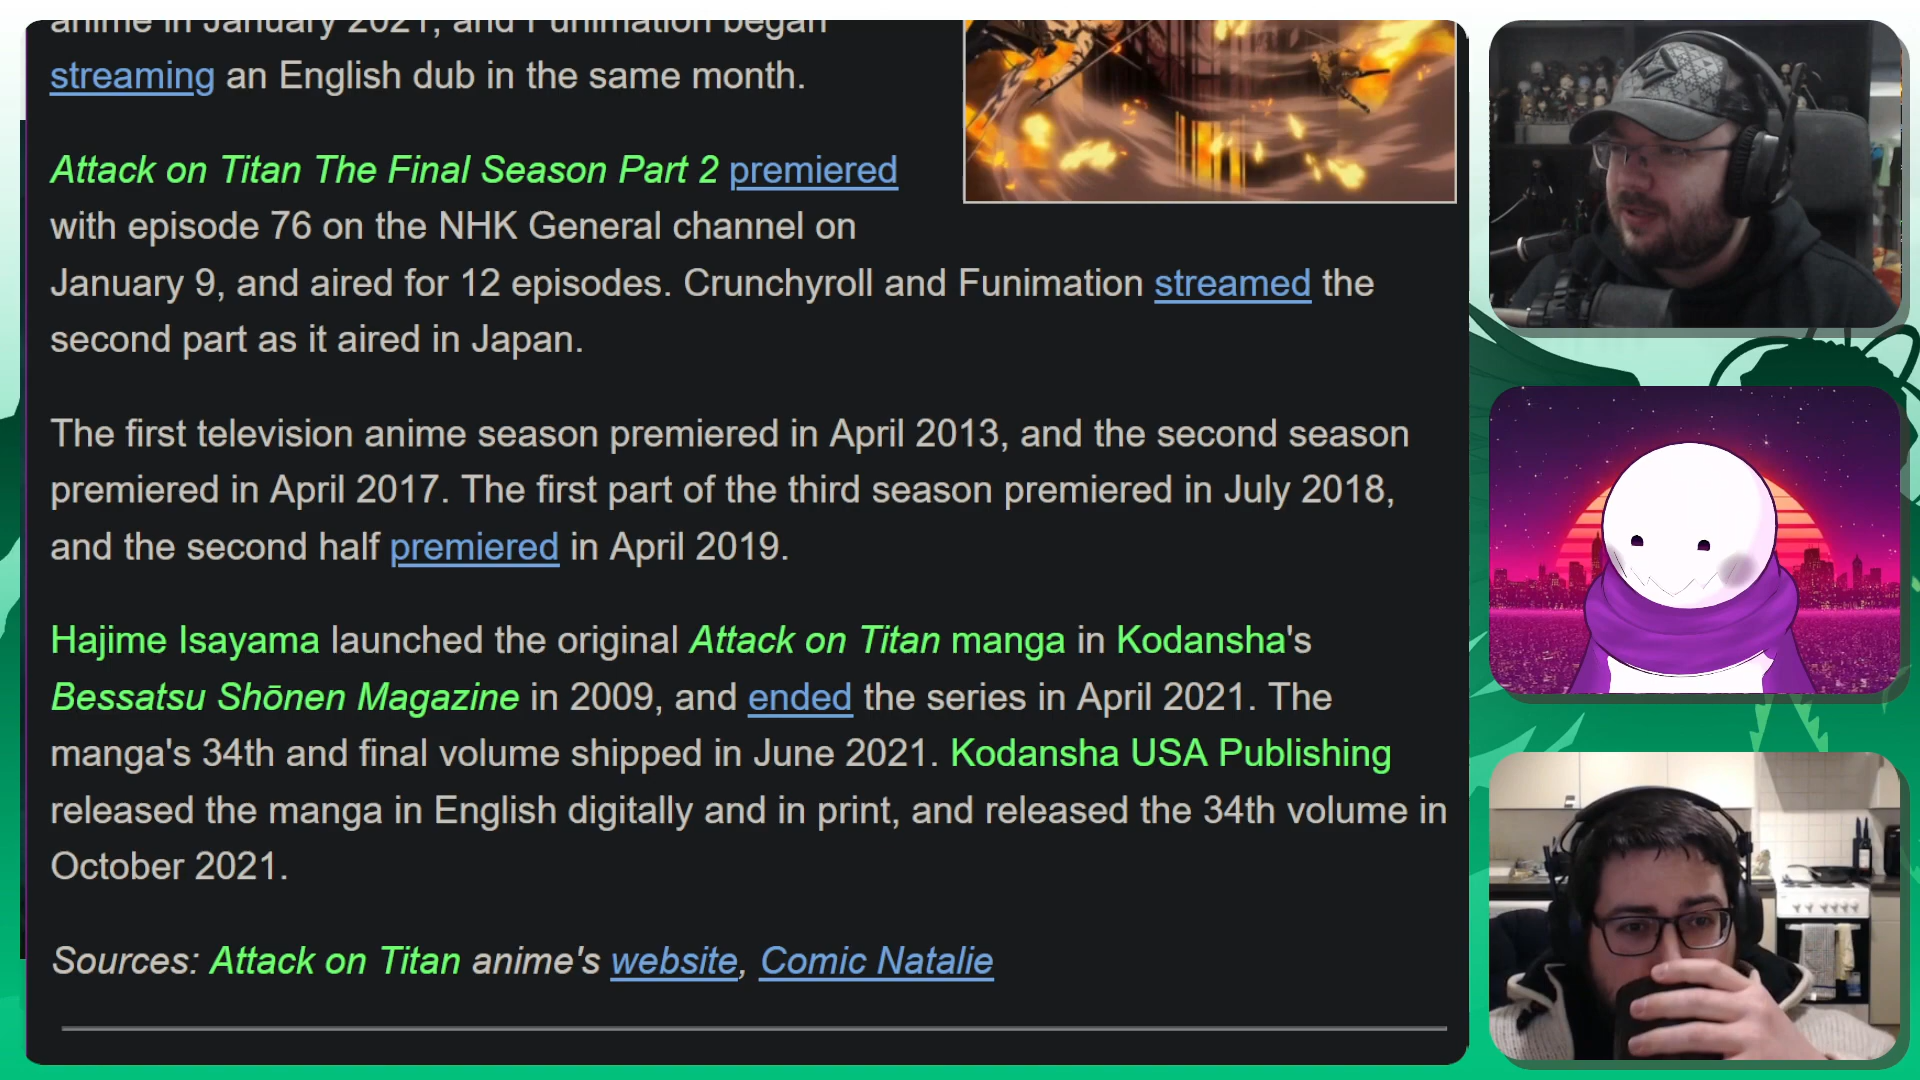 anime in January 2021, and Funimation began
streaming an English dub in the same month.
Attack on Titan The Final Season Part 2 premiered
with episode 76 on the NHK General channel on
January 9, and aired for 12 episodes. Crunchyroll and Funimation streamed the
second part as it aired in Japan.
The first television anime season premiered in April 2013, and the second season
premiered in April 2017. The first part of the third season premiered in July 2018,
and the second half premiered in April 2019.
Hajime Isayama launched the original Attack on Titan manga in Kodansha's
Bessatsu Shōnen Magazine in 2009, and ended the series in April 2021. The
manga's 34th and final volume shipped in June 2021. Kodansha USA Publishing
released the manga in English digitally and in print, and released the 34th volume in
October 2021.
Sources: Attack on Titan anime's website, Comic Natalie